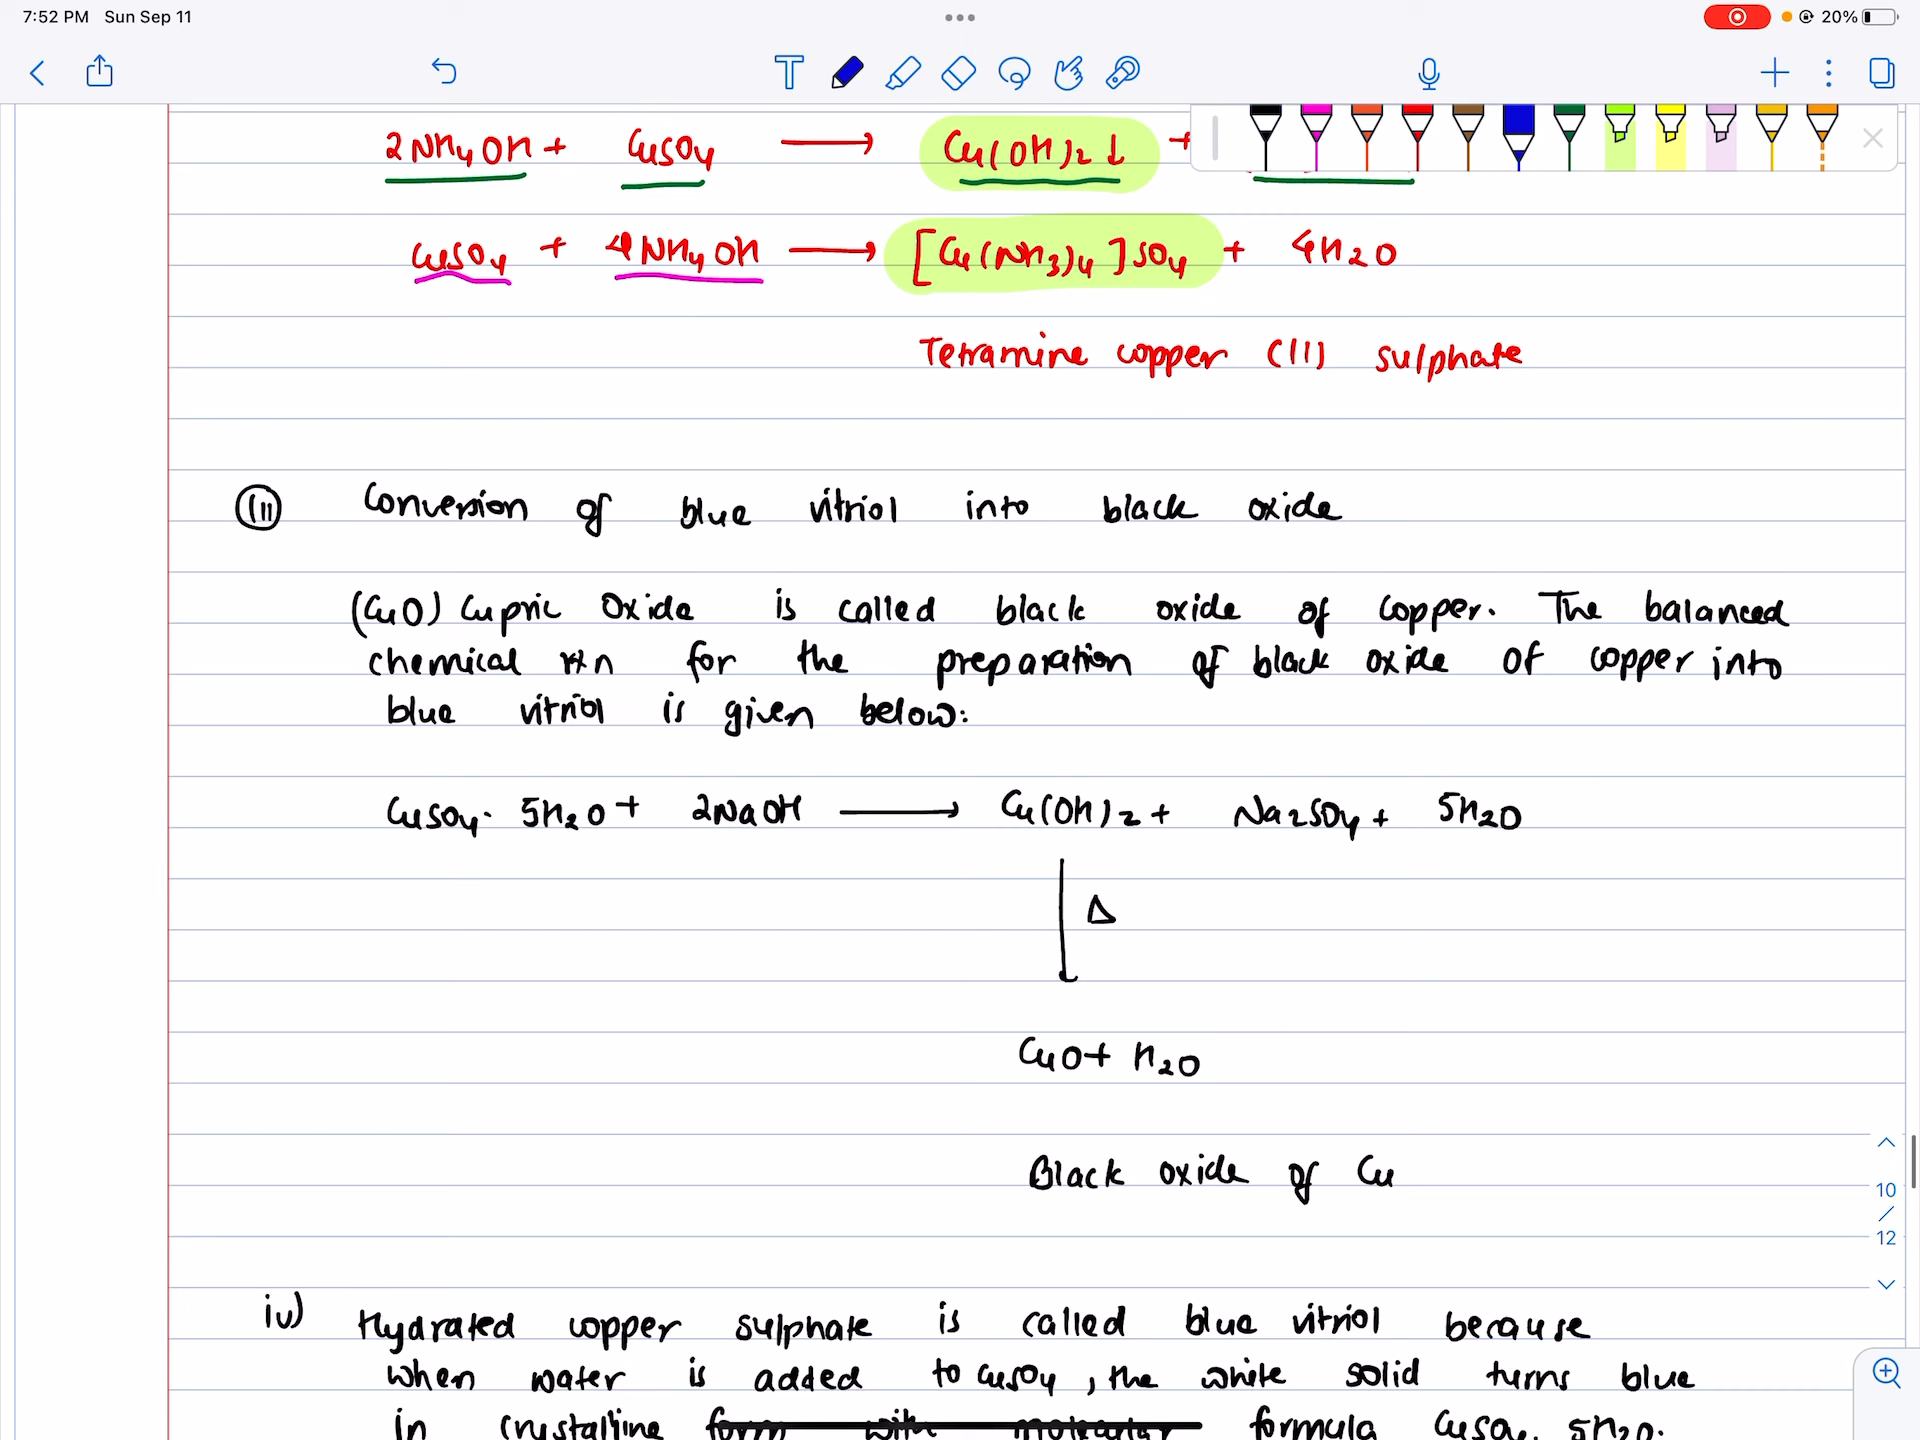 7:52 PM Sun Sep 11
20%
2NH4OH + CuSO4 → Cu(OH)2↓ +
CuSO4 + 4NH4OH → [Cu(NH3)4]SO4 + 4H2O
Tetramine copper (II) sulphate
(iii) Conversion of blue vitriol into black oxide
(CuO) Cupric Oxide is called black oxide of copper. The balanced
chemical rxn for the preparation of black oxide of copper into
blue vitriol is given below:
CuSO4. 5H2O + 2NaOH → Cu(OH)2 + Na2SO4 + 5H2O
Δ
CuO + H2O
Black oxide of Cu
10
/
12
iv) Hydrated copper sulphate is called blue vitriol because
when water is added to CuSO4, the white solid turns blue
in crystalline form with molecular formula CuSO4. 5H2O.